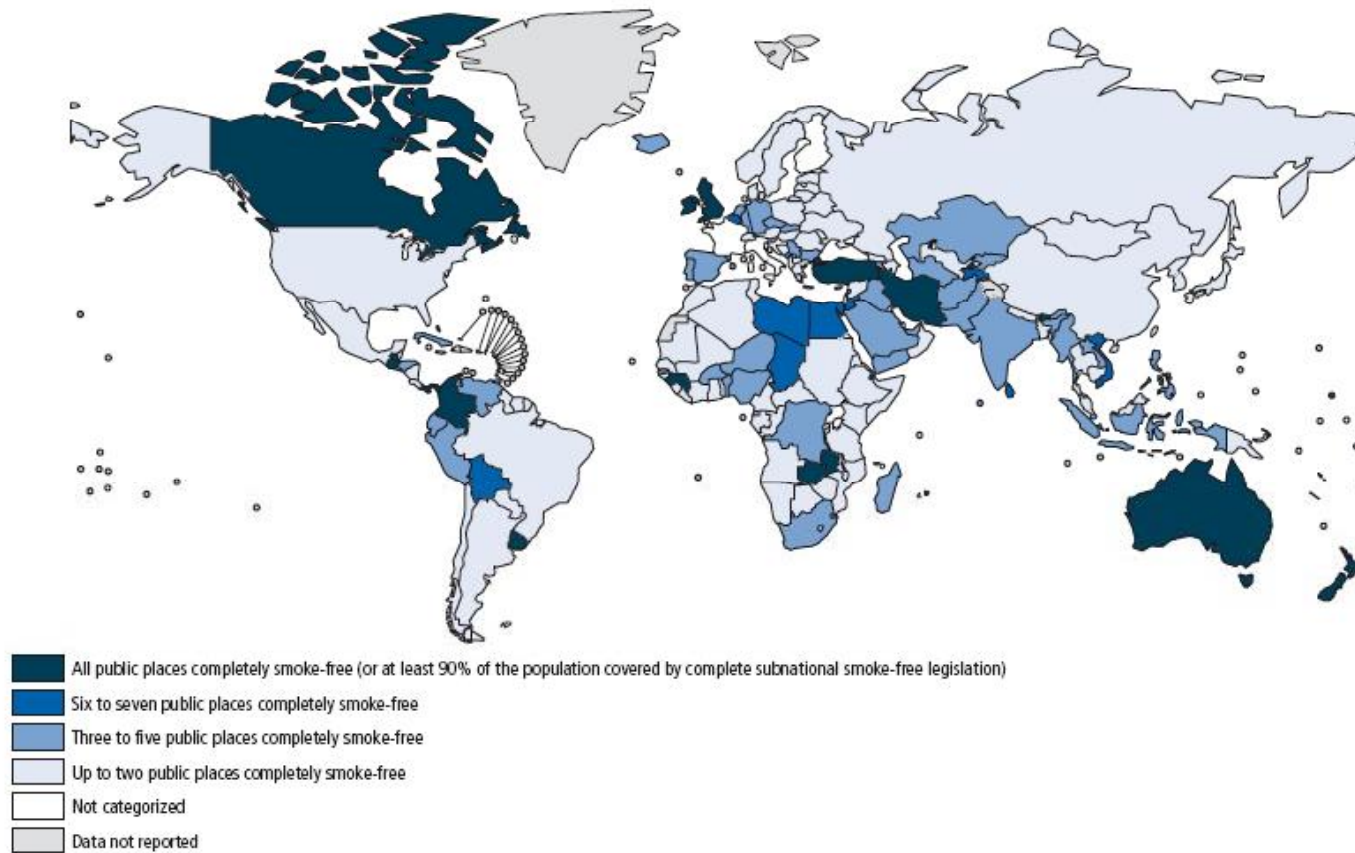 All public places completely smoke-free (or at least 90% of the population covered by complete subnational smoke-free legislation)
Six to seven public places completely smoke-free
Three to five public places completely smoke-free
Up to two public places completely smoke-free
Not categorized
Data not reported